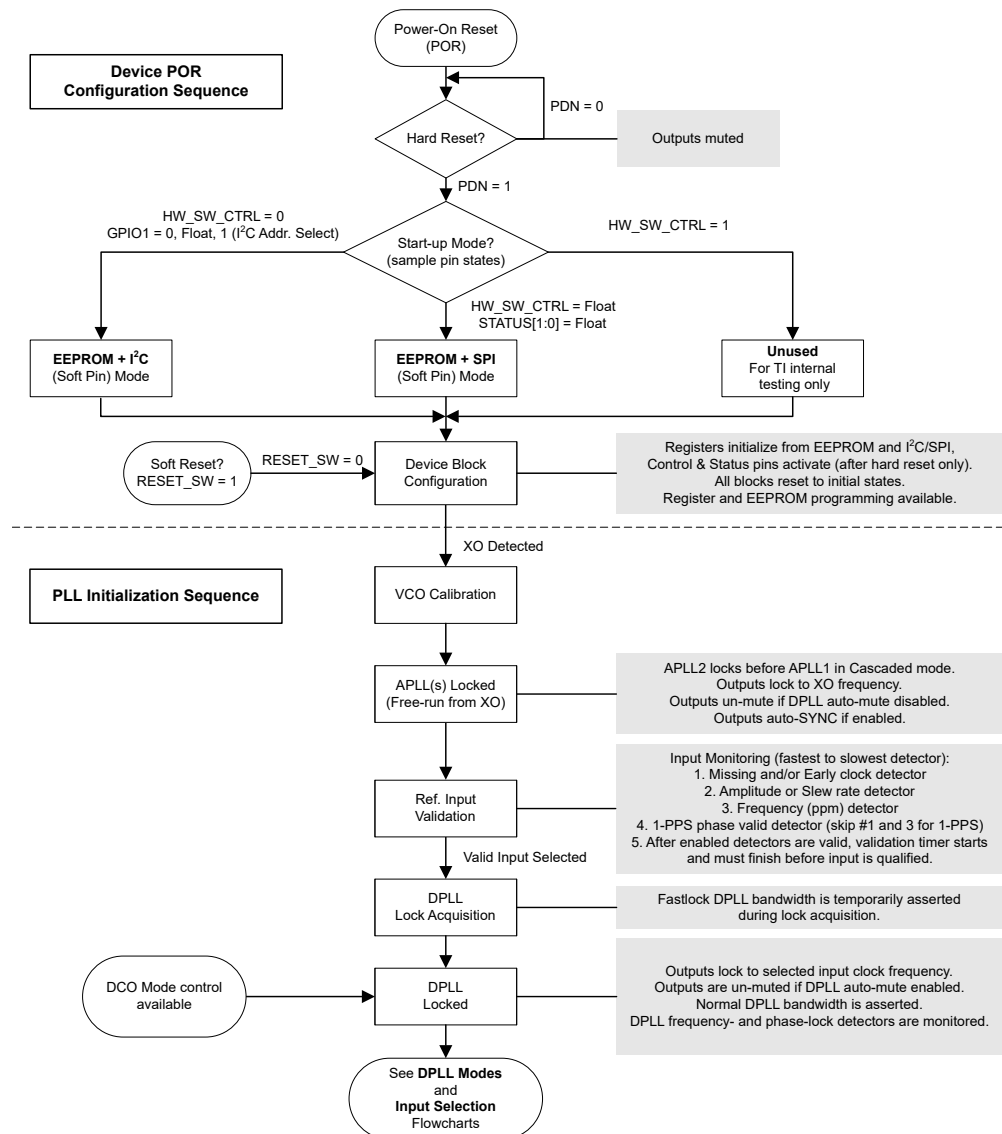 Power-On Reset
(POR)
Device POR
Configuration Sequence
PDN = 0
Hard Reset?
Outputs muted
PDN = 1
HW_SW_CTRL = 0
GPIO1 = 0, Float, 1 (I²C Addr. Select)
HW_SW_CTRL = 1
Start-up Mode?
(sample pin states)
HW_SW_CTRL = Float
STATUS[1:0] = Float
EEPROM + I²C
(Soft Pin) Mode
EEPROM + SPI
(Soft Pin) Mode
Unused
For TI internal
testing only
Soft Reset?
RESET_SW = 1
RESET_SW = 0
Device Block
Configuration
Registers initialize from EEPROM and I²C/SPI,
Control & Status pins activate (after hard reset only).
All blocks reset to initial states.
Register and EEPROM programming available.
XO Detected
PLL Initialization Sequence
VCO Calibration
APLL(s) Locked
(Free-run from XO)
APLL2 locks before APLL1 in Cascaded mode.
Outputs lock to XO frequency.
Outputs un-mute if DPLL auto-mute disabled.
Outputs auto-SYNC if enabled.
Ref. Input
Validation
Input Monitoring (fastest to slowest detector):
1. Missing and/or Early clock detector
2. Amplitude or Slew rate detector
3. Frequency (ppm) detector
4. 1-PPS phase valid detector (skip #1 and 3 for 1-PPS)
5. After enabled detectors are valid, validation timer starts
and must finish before input is qualified.
Valid Input Selected
DPLL
Lock Acquisition
Fastlock DPLL bandwidth is temporarily asserted
during lock acquisition.
DCO Mode control
available
DPLL
Locked
Outputs lock to selected input clock frequency.
Outputs are un-muted if DPLL auto-mute enabled.
Normal DPLL bandwidth is asserted.
DPLL frequency- and phase-lock detectors are monitored.
See DPLL Modes
and
Input Selection
Flowcharts